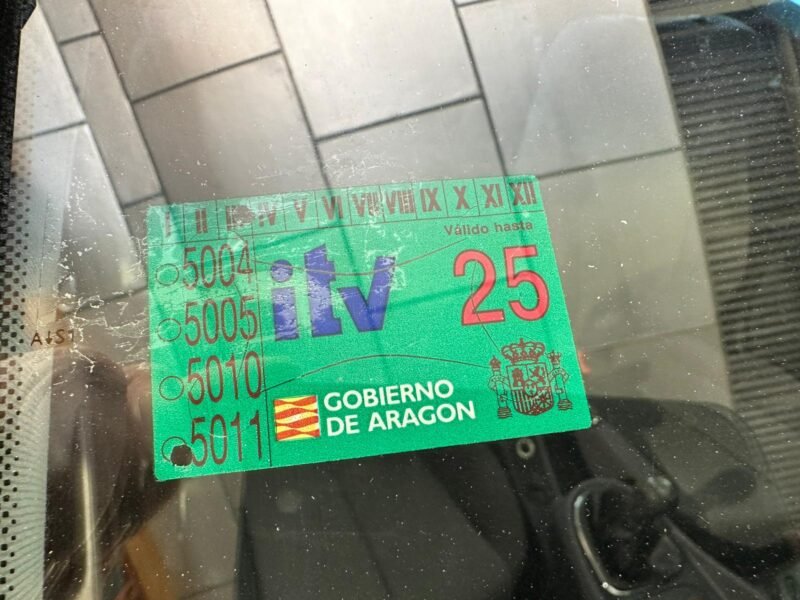 I II III IV V VI VII VIII IX X XI XII
Válido hasta
5004
itv
25
5005
5010
GOBIERNO
DE ARAGON
5011
A↓S1